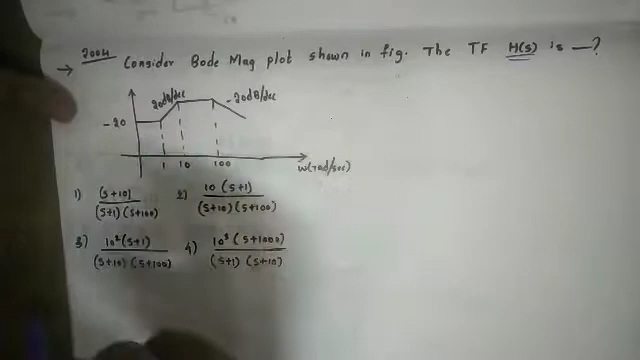 2004
→ Consider Bode Mag plot shown in fig. The TF H(s) is —?
20dB/dec -20dB/dec
-20
1 10 100 w(rad/sec)
1) (s+10) / (s+1)(s+100) 2) 10(s+1) / (s+10)(s+100)
3) 10²(s+1) / (s+10)(s+100) 4) 10³(s+100) / (s+1)(s+10)